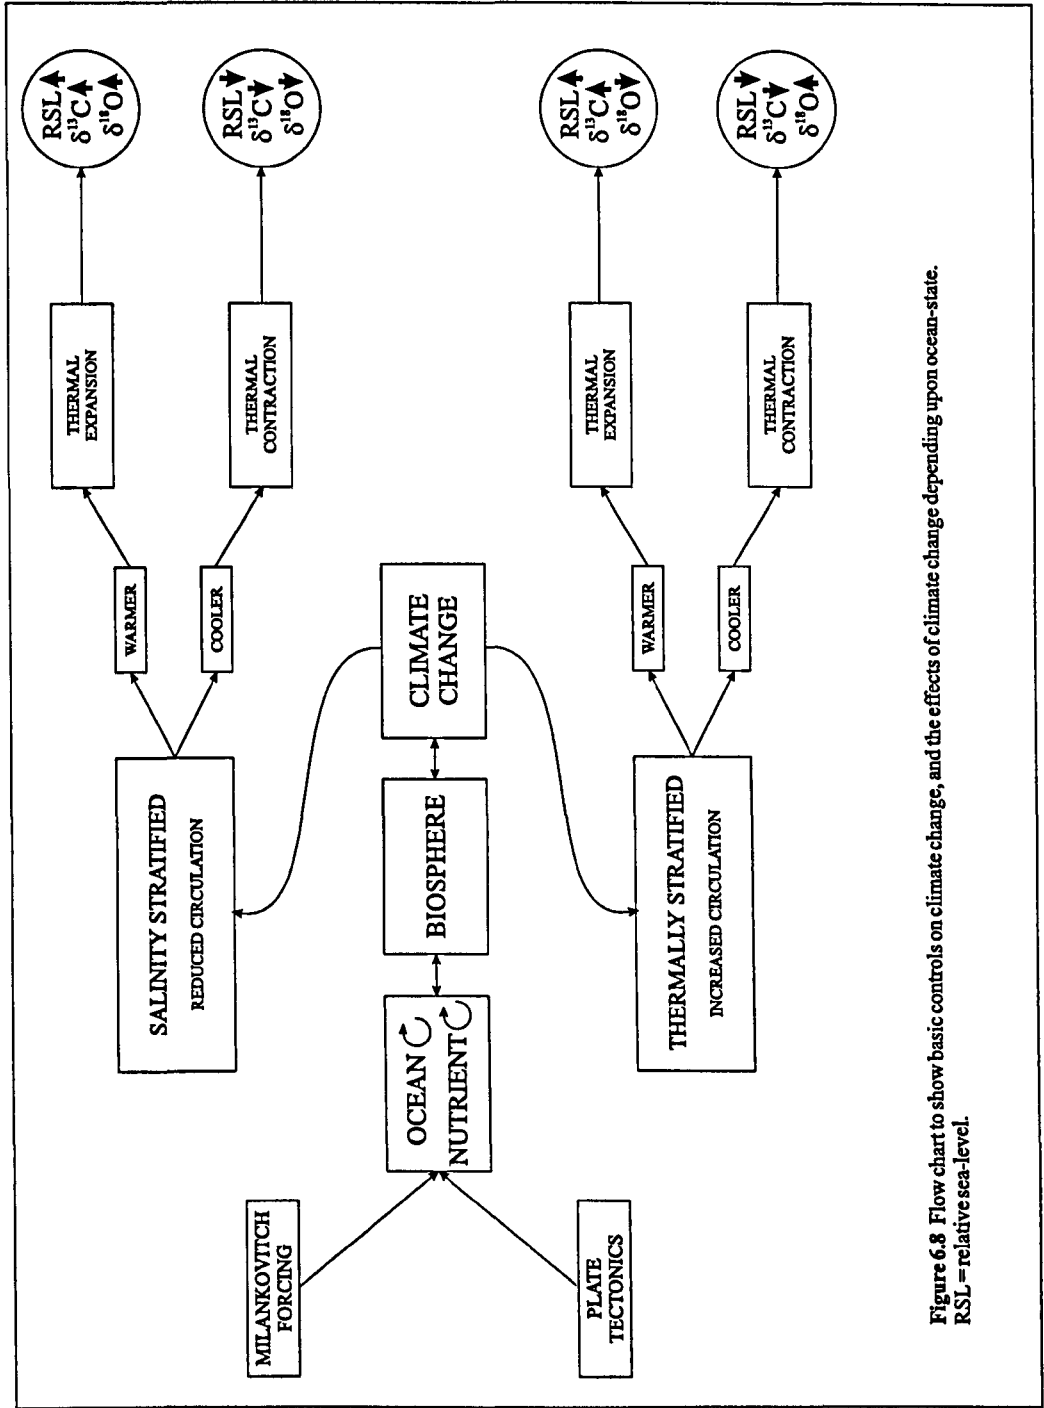 MILANKOVITCH
FORCING
PLATE
TECTONICS
OCEAN
NUTRIENT
BIOSPHERE
CLIMATE
CHANGE
SALINITY STRATIFIED
REDUCED CIRCULATION
WARMER
COOLER
THERMAL
EXPANSION
THERMAL
CONTRACTION
RSL
δ¹³C
δ¹⁸O
RSL
δ¹³C
δ¹⁸O
THERMALLY STRATIFIED
INCREASED CIRCULATION
WARMER
COOLER
THERMAL
EXPANSION
THERMAL
CONTRACTION
RSL
δ¹³C
δ¹⁸O
RSL
δ¹³C
δ¹⁸O
Figure 6.8 Flow chart to show basic controls on climate change, and the effects of climate change depending upon ocean-state.
RSL=relative sea-level.